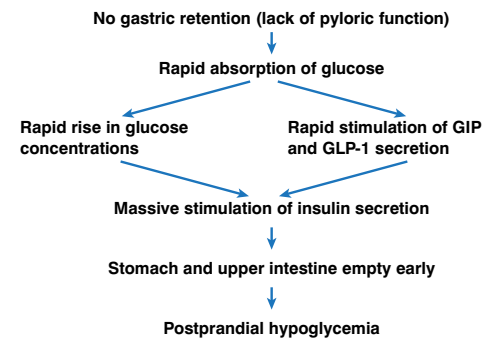 No gastric retention (lack of pyloric function)
Rapid absorption of glucose
Rapid rise in glucose
concentrations
Rapid stimulation of GIP
and GLP-1 secretion
Massive stimulation of insulin secretion
Stomach and upper intestine empty early
Postprandial hypoglycemia